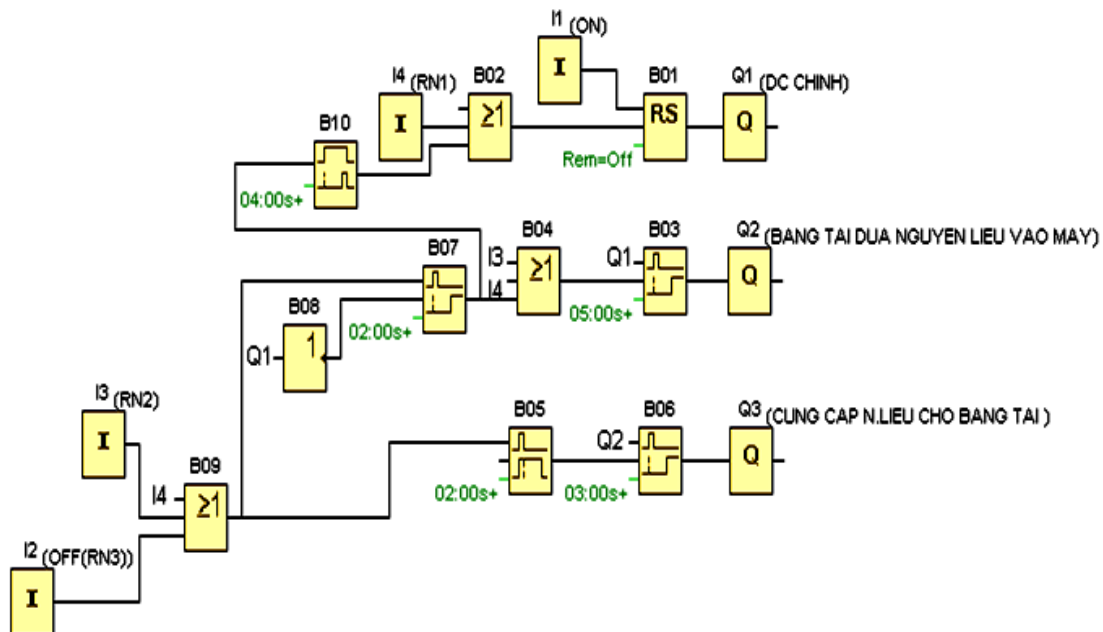 I1 (ON)
I
I4 (RN1)
I
B02
≥1
B01
RS
Rem=Off
Q1 (DC CHINH)
Q
B10
04:00s+
B07
02:00s+
B08
1
Q1
B04
I3
I4
≥1
B03
Q1
05:00s+
Q2 (BANG TAI DUA NGUYEN LIEU VAO MAY)
Q
I3 (RN2)
I
B09
I4
≥1
I2 (OFF(RN3))
I
B05
02:00s+
B06
Q2
03:00s+
Q3 (CUNG CAP N.LIEU CHO BANG TAI )
Q